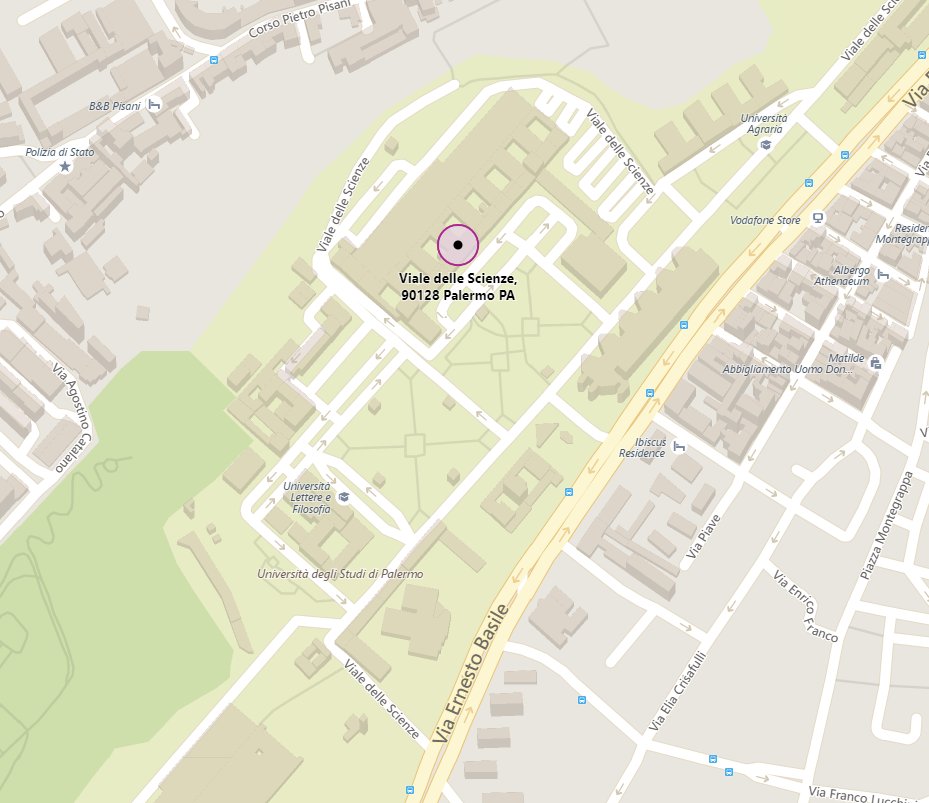 Corso Pietro Pisani
Viale delle Scie
B&B Pisani
Polizia di Stato
Università
Agraria
Viale delle Scienze
Viale delle Scienze
Vodafone Store
Residen
Montegrapp
Albergo
Athenaeum
Viale delle Scienze,
90128 Palermo PA
Matilde
Abbigliamento Uomo Don...
Via Agostino Catalano
Ibiscus
Residence
Università
Lettere e
Filosofia
Via Piave
Piazza Montegrappa
Università degli Studi di Palermo
Via Enrico Franco
Via Ernesto Basile
Viale delle Scienze
Via Elia Crisafulli
Via Franco Lucchi